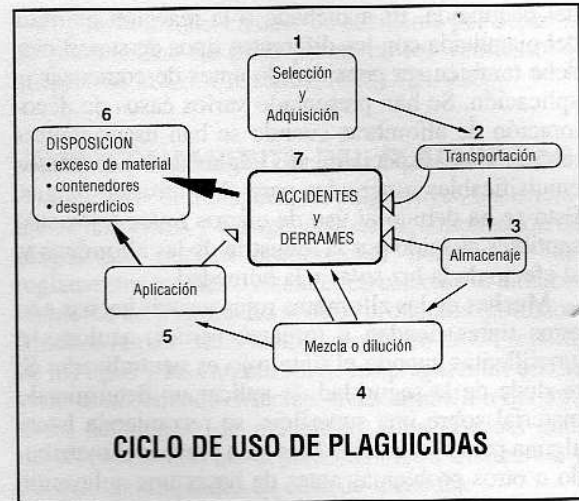 1
Selección
y
Adquisición
2
Transportación
3
Almacenaje
4
Mezcla o dilución
5
Aplicación
6
DISPOSICION
• exceso de material
• contenedores
• desperdicios
7
ACCIDENTES
y
DERRAMES
CICLO DE USO DE PLAGUICIDAS